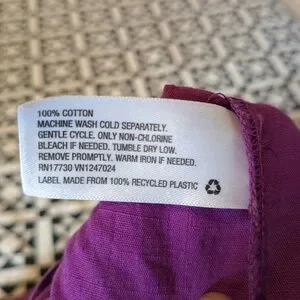 100% COTTON
MACHINE WASH COLD SEPARATELY.
GENTLE CYCLE. ONLY NON-CHLORINE
BLEACH IF NEEDED. TUMBLE DRY LOW.
REMOVE PROMPTLY. WARM IRON IF NEEDED.
RN17730 VN1247024
LABEL MADE FROM 100% RECYCLED PLASTIC